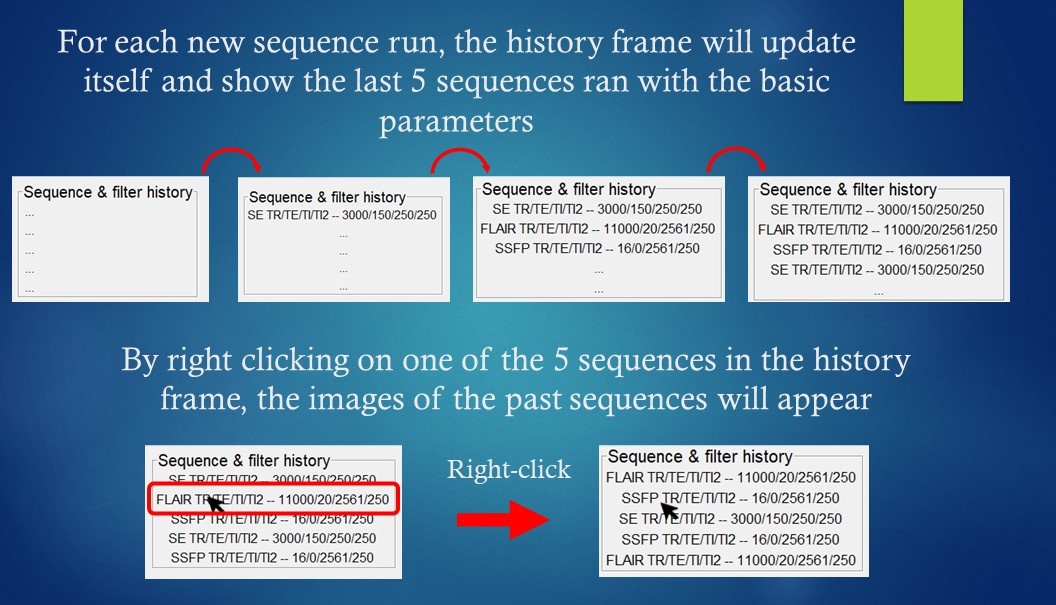 For each new sequence run, the history frame will update
itself and show the last 5 sequences ran with the basic
parameters
Sequence & filter history
...
...
...
...
...
Sequence & filter history
SE TR/TE/TI/TI2 -- 3000/150/250/250
...
...
...
...
Sequence & filter history
SE TR/TE/TI/TI2 -- 3000/150/250/250
FLAIR TR/TE/TI/TI2 -- 11000/20/2561/250
SSFP TR/TE/TI/TI2 -- 16/0/2561/250
...
...
Sequence & filter history
SE TR/TE/TI/TI2 -- 3000/150/250/250
FLAIR TR/TE/TI/TI2 -- 11000/20/2561/250
SSFP TR/TE/TI/TI2 -- 16/0/2561/250
SE TR/TE/TI/TI2 -- 3000/150/250/250
...
By right clicking on one of the 5 sequences in the history
frame, the images of the past sequences will appear
Sequence & filter history
SE TR/TE/TI/TI2 -- 3000/150/250/250
FLAIR TR/TE/TI/TI2 -- 11000/20/2561/250
SSFP TR/TE/TI/TI2 -- 16/0/2561/250
SE TR/TE/TI/TI2 -- 3000/150/250/250
SSFP TR/TE/TI/TI2 -- 16/0/2561/250
Right-click
Sequence & filter history
FLAIR TR/TE/TI/TI2 -- 11000/20/2561/250
SSFP TR/TE/TI/TI2 -- 16/0/2561/250
SE TR/TE/TI/TI2 -- 3000/150/250/250
SSFP TR/TE/TI/TI2 -- 16/0/2561/250
FLAIR TR/TE/TI/TI2 -- 11000/20/2561/250